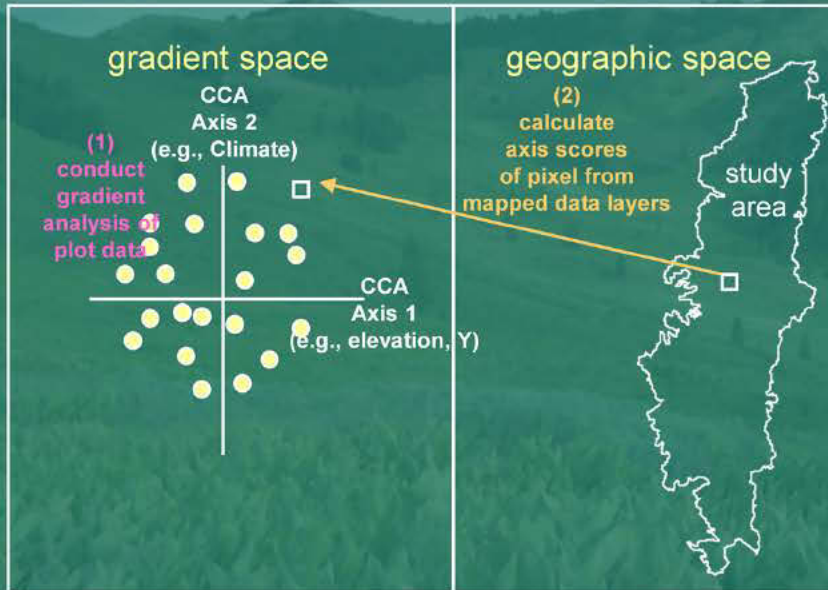 gradient space
CCA
Axis 2
(e.g., Climate)
(1)
conduct
gradient
analysis of
plot data
CCA
Axis 1
(e.g., elevation, Y)
geographic space
(2)
calculate
axis scores
of pixel from
mapped data layers
study
area